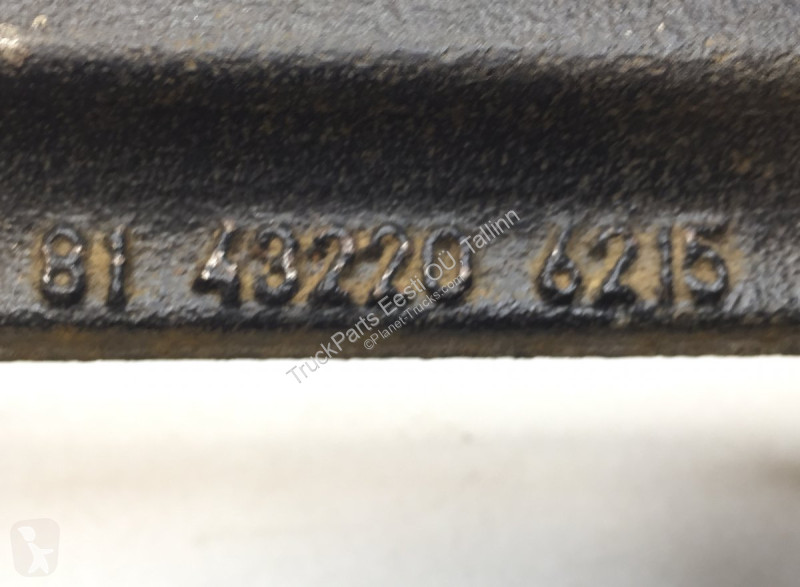 81 43220 6215
TruckParts Eesti OÜ, Tallinn
©Planet-Trucks.com